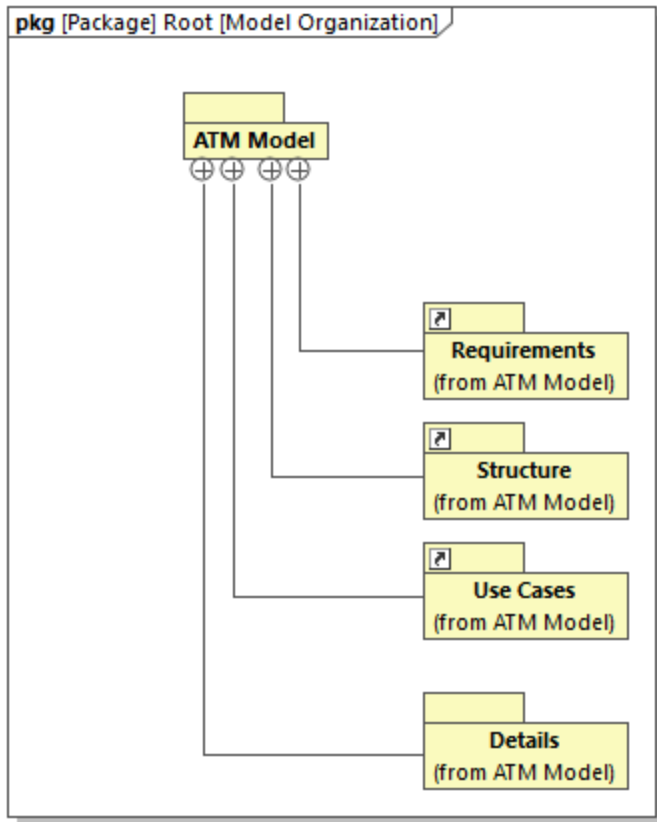 pkg [Package] Root [Model Organization]
ATM Model
Requirements
(from ATM Model)
Structure
(from ATM Model)
Use Cases
(from ATM Model)
Details
(from ATM Model)